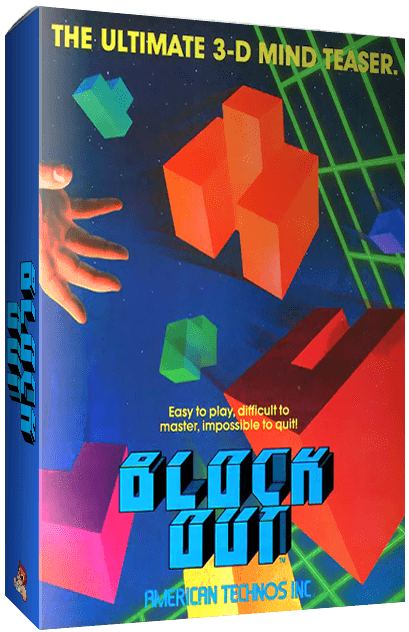 THE ULTIMATE 3-D MIND TEASER.
Easy to play, difficult to
master, impossible to quit!
BLOCK
OUT
TM
AMERICAN TECHNOS INC.
BLOCK
OUT